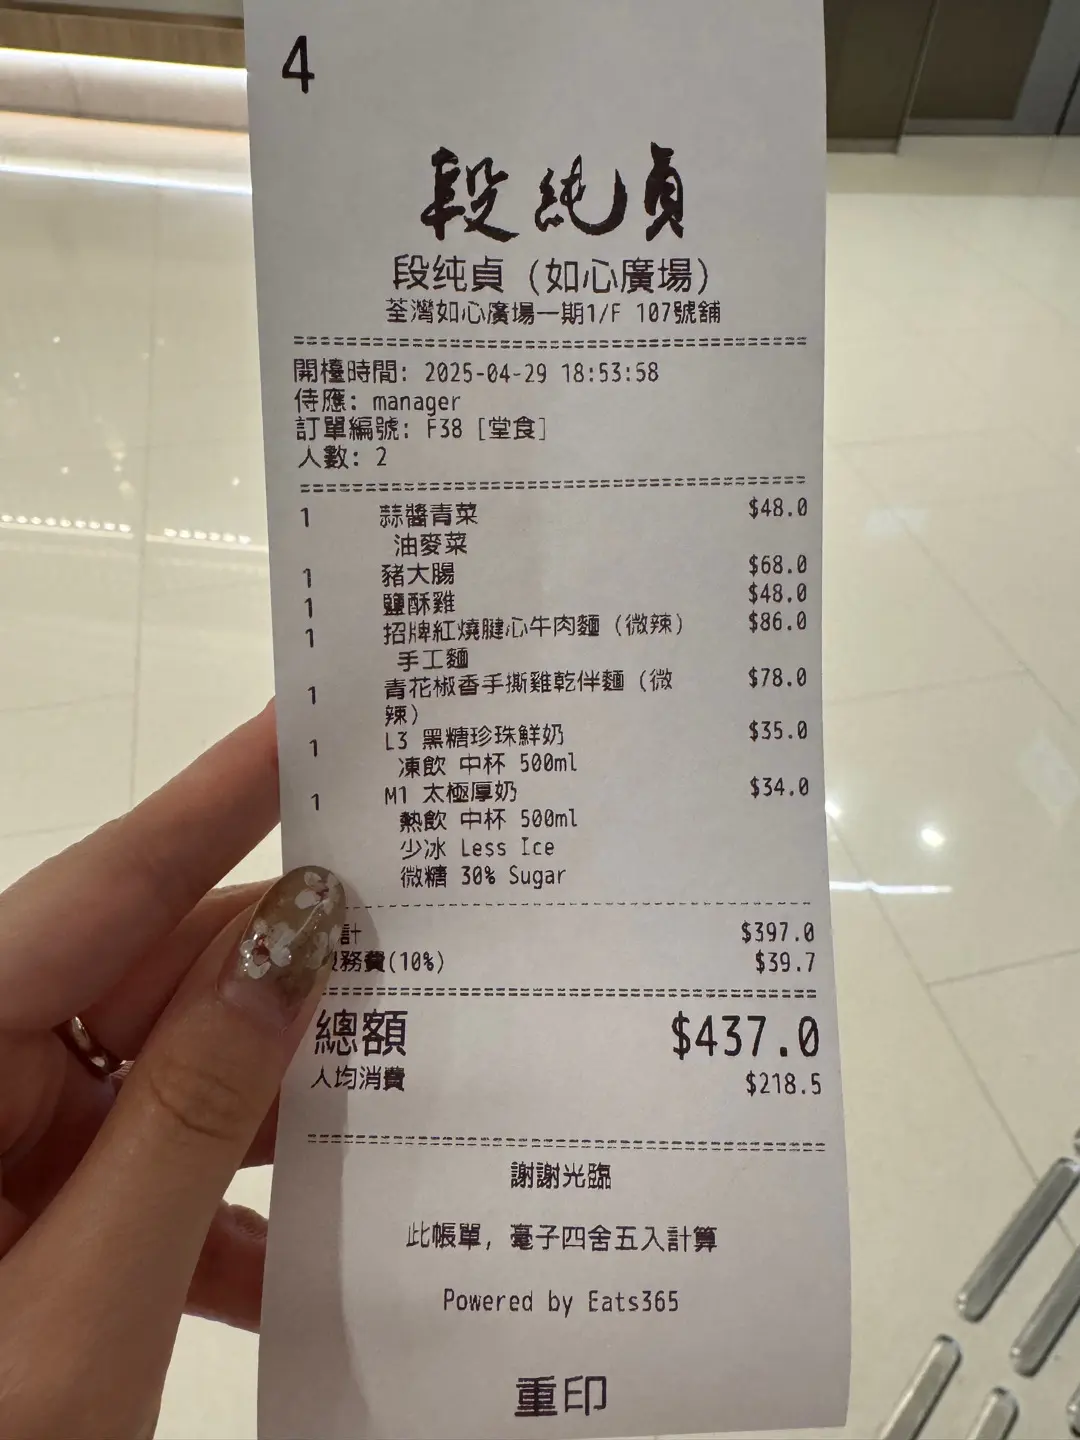 4
段純貞
段纯貞 (如心廣場)
荃灣如心廣場一期1/F 107號舖
開檯時間: 2025-04-29 18:53:58
侍應: manager
訂單編號: F38 [堂食]
人數: 2
1 蒜醬青菜 $48.0
油麥菜
1 豬大腸 $68.0
1 鹽酥雞 $48.0
1 招牌紅燒腱心牛肉麵 (微辣) $86.0
手工麵
1 青花椒香手撕雞乾伴麵 (微 $78.0
辣)
1 L3 黑糖珍珠鮮奶 $35.0
凍飲 中杯 500ml
1 M1 太極厚奶 $34.0
熱飲 中杯 500ml
少冰 Less Ice
微糖 30% Sugar
計 $397.0
務費(10%) $39.7
總額 $437.0
人均消費 $218.5
謝謝光臨
此帳單, 毫子四舍五入計算
Powered by Eats365
重印